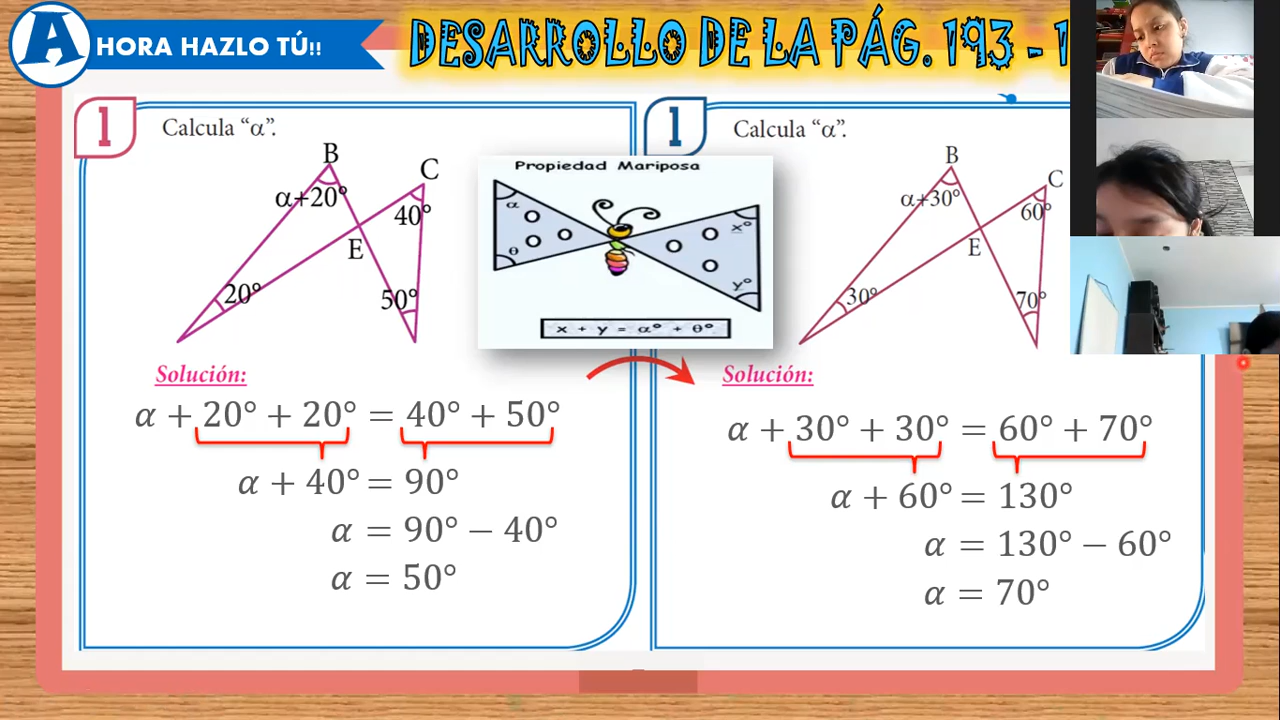 A HORA HAZLO TÚ!!
DESARROLLO DE LA PÁG. 193 - 1
1
Calcula “α”.
B
C
α+20°
40°
E
20°
50°
Solución:
α + 20° + 20° = 40° + 50°
α + 40° = 90°
α = 90° − 40°
α = 50°
Propiedad Mariposa
α
θ
x°
y°
x + y = α° + θ°
1
Calcula “α”.
B
C
α+30°
60°
E
30°
70°
Solución:
α + 30° + 30° = 60° + 70°
α + 60° = 130°
α = 130° − 60°
α = 70°